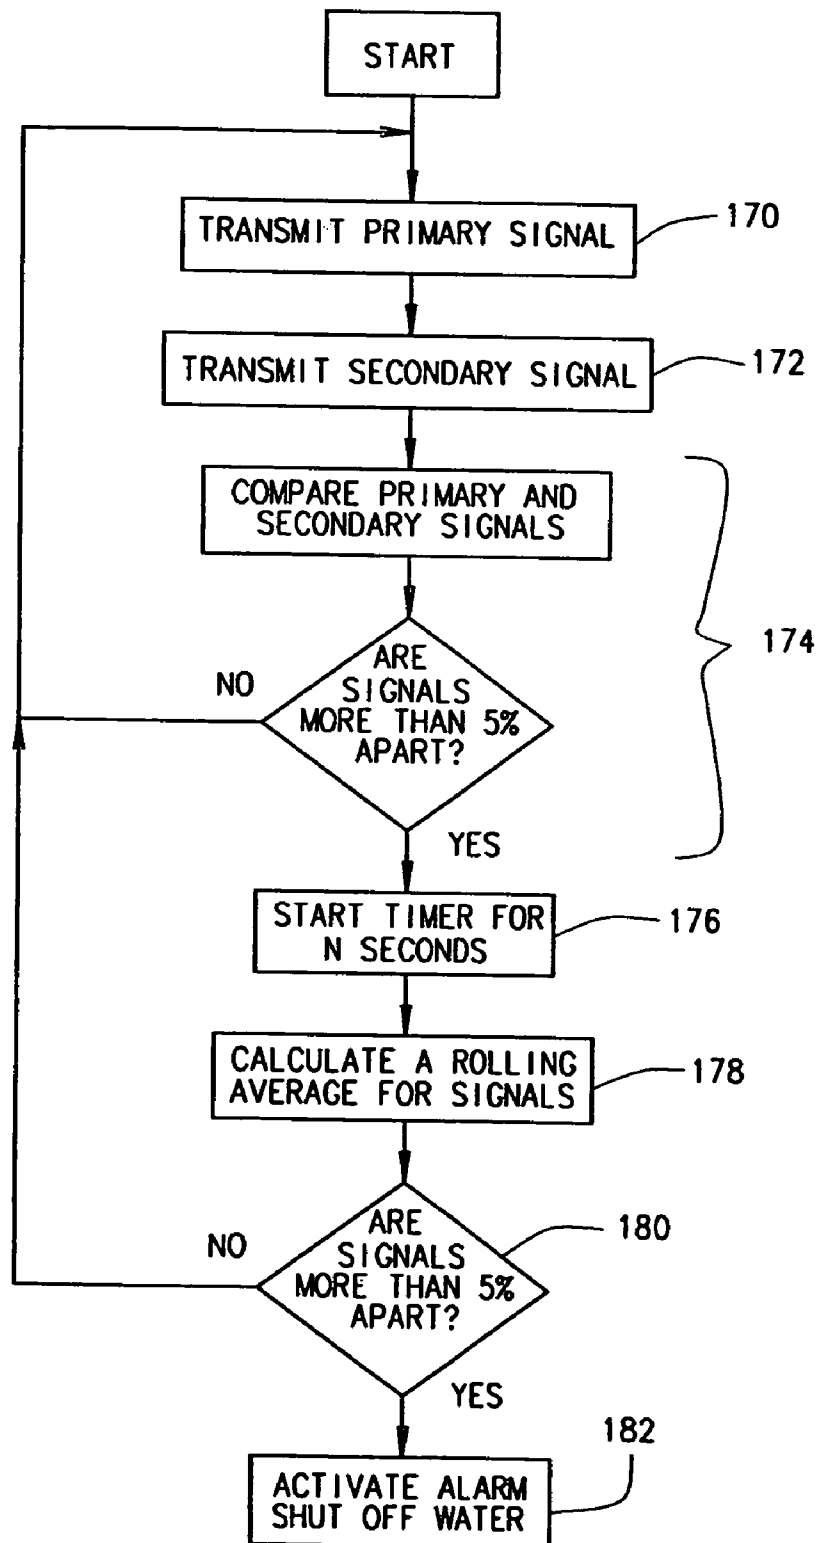 START
TRANSMIT PRIMARY SIGNAL
170
TRANSMIT SECONDARY SIGNAL
172
COMPARE PRIMARY AND
SECONDARY SIGNALS
174
ARE
SIGNALS
MORE THAN 5%
APART?
NO
YES
START TIMER FOR
N SECONDS
176
CALCULATE A ROLLING
AVERAGE FOR SIGNALS
178
ARE
SIGNALS
MORE THAN 5%
APART?
180
NO
YES
182
ACTIVATE ALARM
SHUT OFF WATER